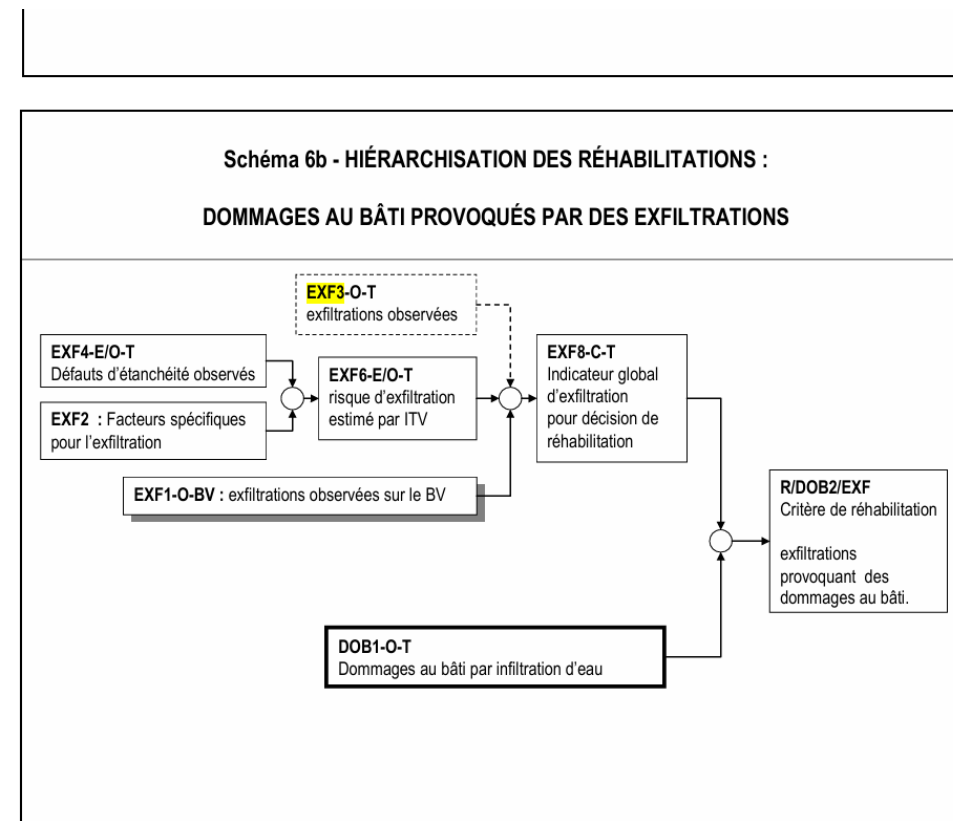 Schéma 6b - HIÉRARCHISATION DES RÉHABILITATIONS :
DOMMAGES AU BÂTI PROVOQUÉS PAR DES EXFILTRATIONS
EXF3-O-T
exfiltrations observées
EXF4-E/O-T
Défauts d'étanchéité observés
EXF2 : Facteurs spécifiques
pour l'exfiltration
EXF6-E/O-T
risque d'exfiltration
estimé par ITV
EXF8-C-T
Indicateur global
d'exfiltration
pour décision de
réhabilitation
EXF1-O-BV : exfiltrations observées sur le BV
R/DOB2/EXF
Critère de réhabilitation
exfiltrations
provoquant des
dommages au bâti.
DOB1-O-T
Dommages au bâti par infiltration d'eau